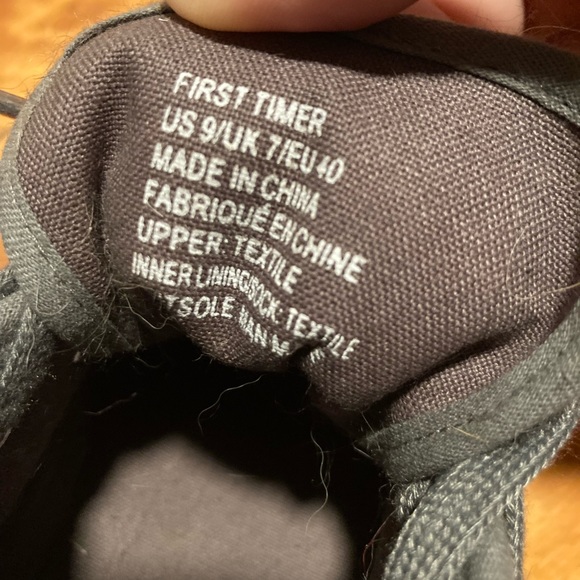 FIRST TIMER
US 9/UK 7/EU 40
MADE IN CHINA
FABRIQUÉ EN CHINE
UPPER: TEXTILE
INNER LINING/SOCK: TEXTILE